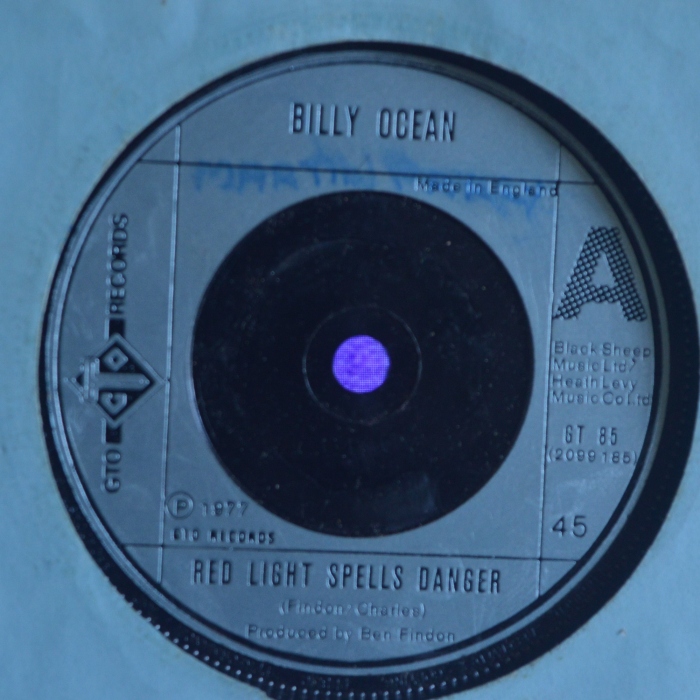 BILLY OCEAN
Made in England
A
GTO RECORDS
GTO
Black Sheep
Music Ltd/
Heath Levy
Music Co Ltd
GT 85
(2099 185)
45
P 1977
GTO RECORDS
RED LIGHT SPELLS DANGER
(Findon/Charles)
Produced by Ben Findon